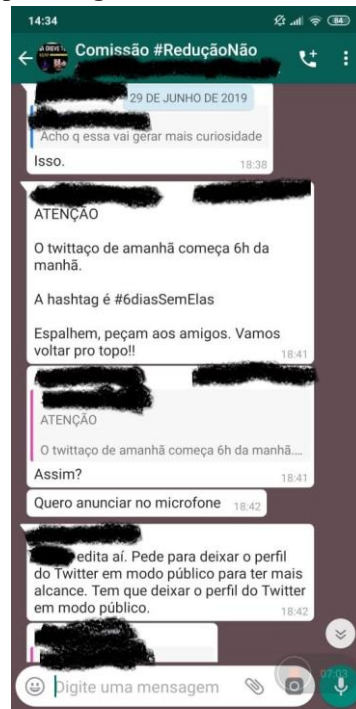 14:34
84
Comissão #ReduçãoNão
29 DE JUNHO DE 2019
Acho q essa vai gerar mais curiosidade
Isso.
18:38
ATENÇÃO
O twittaço de amanhã começa 6h da
manhã.
A hashtag é #6diasSemElas
Espalhem, peçam aos amigos. Vamos
voltar pro topo!!
18:41
ATENÇÃO
O twittaço de amanhã começa 6h da manhã....
Assim?
18:41
Quero anunciar no microfone
18:42
edita aí. Pede para deixar o perfil
do Twitter em modo público para ter mais
alcance. Tem que deixar o perfil do Twitter
em modo público.
18:42
07:03
Digite uma mensagem